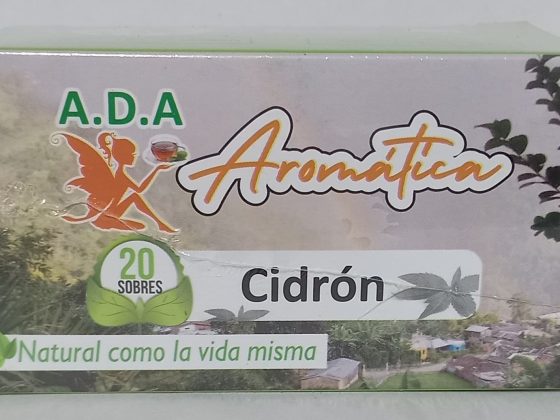 A.D.A
Aromática
20
SOBRES
Cidrón
Natural como la vida misma